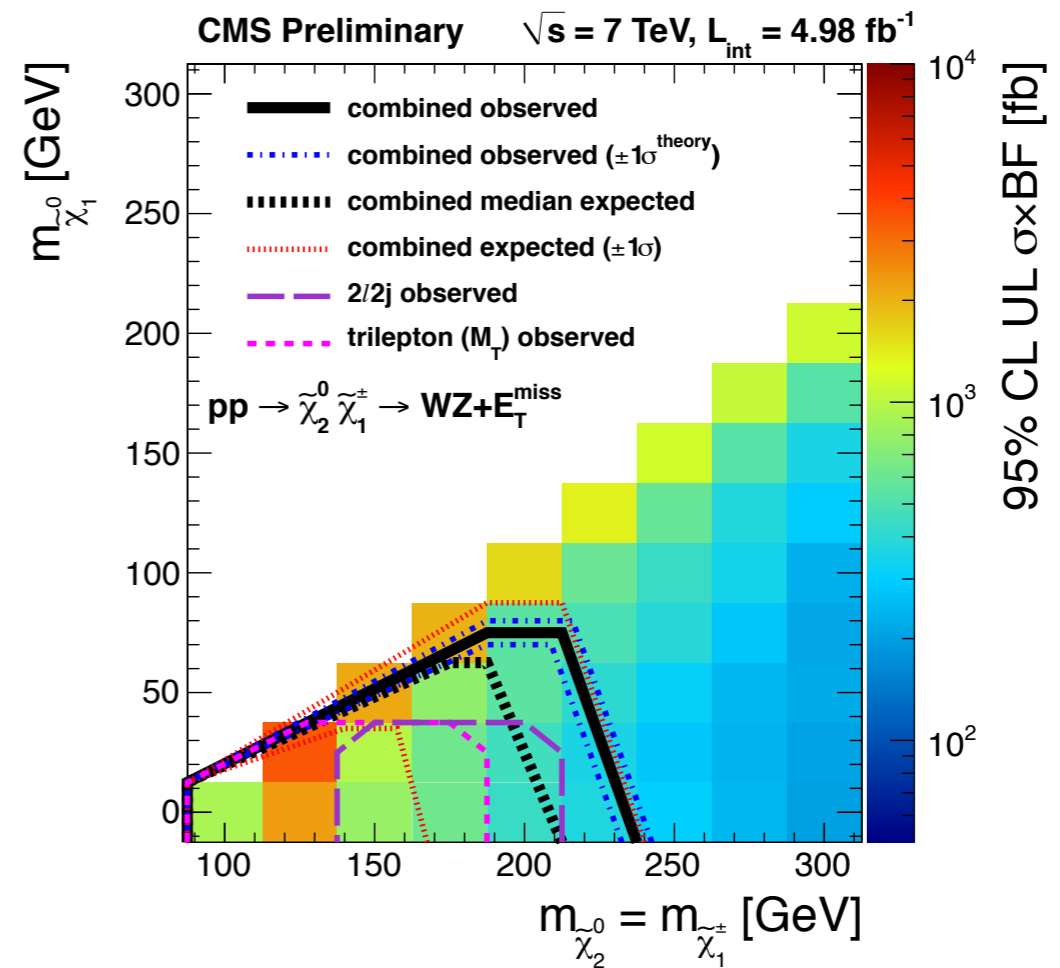 CMS Preliminary √s = 7 TeV, L_int = 4.98 fb⁻¹
combined observed
combined observed (±1σ^theory)
combined median expected
combined expected (±1σ)
2l2j observed
trilepton (M_T) observed
pp → χ̃₂⁰ χ̃₁^± → WZ+E_T^miss
m_χ̃₁⁰ [GeV]
300
250
200
150
100
50
0
100 150 200 250 300
m_χ̃₂⁰ = m_χ̃₁^± [GeV]
10⁴
10³
10²
95% CL UL σ×BF [fb]